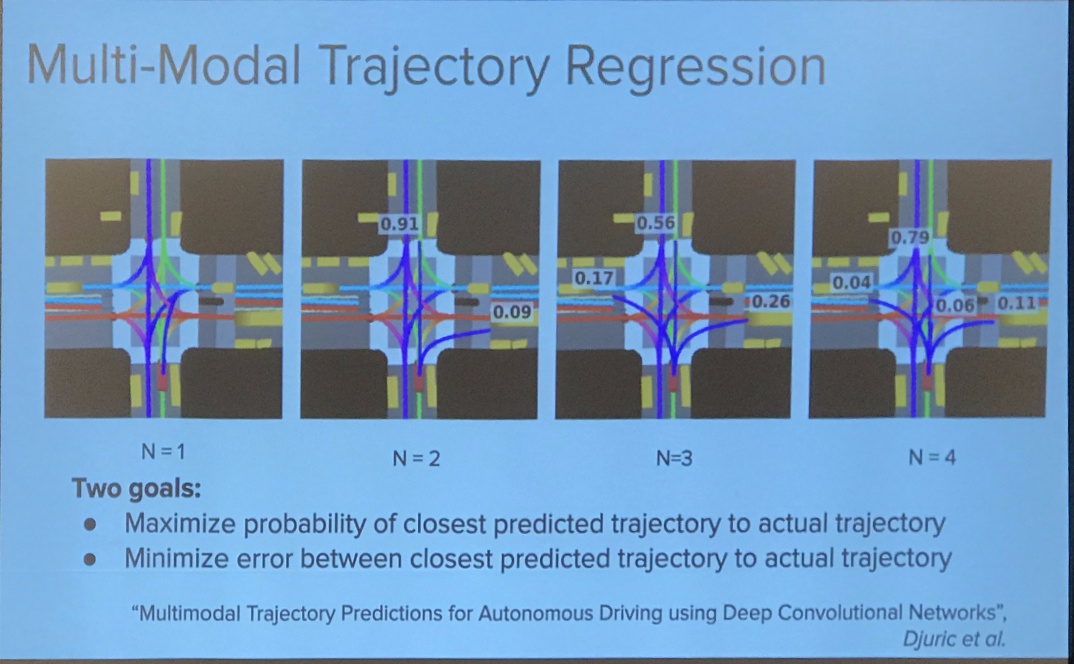 Multi-Modal Trajectory Regression
0.91
0.09
0.56
0.17
0.26
0.79
0.04
0.06
0.11
N = 1
N = 2
N=3
N = 4
Two goals:
● Maximize probability of closest predicted trajectory to actual trajectory
● Minimize error between closest predicted trajectory to actual trajectory
“Multimodal Trajectory Predictions for Autonomous Driving using Deep Convolutional Networks”,
Djuric et al.